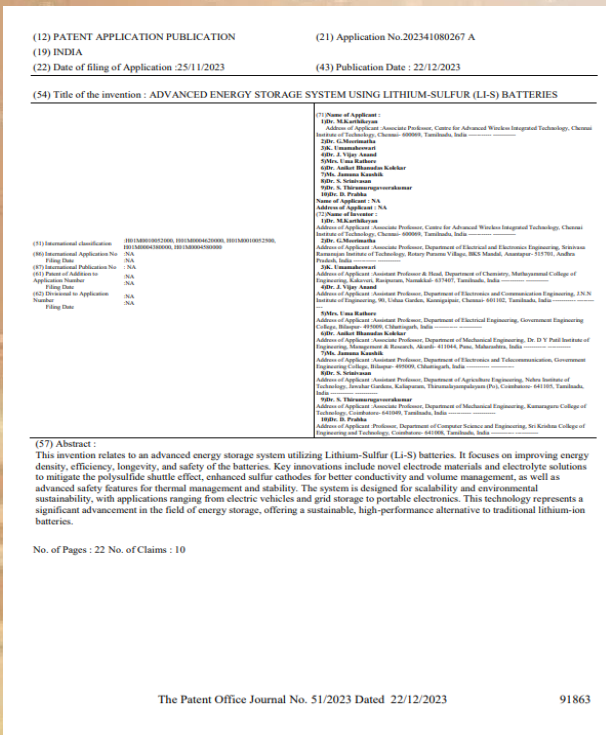 (12) PATENT APPLICATION PUBLICATION
(21) Application No.202341080267 A
(19) INDIA
(22) Date of filing of Application :25/11/2023
(43) Publication Date : 22/12/2023
(54) Title of the invention : ADVANCED ENERGY STORAGE SYSTEM USING LITHIUM-SULFUR (LI-S) BATTERIES
(51) International classification
:H01M0010052000, H01M0004620000, H01M0010052500,
H01M0004380000, H01M0004580000
(86) International Application No :NA
Filing Date :NA
(87) International Publication No : NA
(61) Patent of Addition to
Application Number :NA
Filing Date :NA
(62) Divisional to Application
Number :NA
Filing Date :NA
(71)Name of Applicant :
1)Dr. M.Karthikeyan
Address of Applicant :Associate Professor, Centre for Advanced Wireless Integrated Technology, Chennai
Institute of Technology, Chennai- 600069, Tamilnadu, India ----------- -----------
2)Dr. G.Moorimatha
3)K. Umamaheswari
4)Dr. J. Vijay Anand
5)Mrs. Uma Rathore
6)Dr. Aniket Bhanudas Kolekar
7)Ms. Jamuna Kaushik
8)Dr. S. Srinivasan
9)Dr. S. Thirumurugaveerakumar
10)Dr. D. Prabha
Name of Applicant : NA
Address of Applicant : NA
(72)Name of Inventor :
1)Dr. M.Karthikeyan
Address of Applicant :Associate Professor, Centre for Advanced Wireless Integrated Technology, Chennai
Institute of Technology, Chennai- 600069, Tamilnadu, India ----------- -----------
2)Dr. G.Moorimatha
Address of Applicant :Associate Professor, Department of Electrical and Electronics Engineering, Srinivasa
Ramanujan Institute of Technology, Rotary Purams Village, BKS Mandal, Anantapur- 515701, Andhra
Pradesh, India ----------- -----------
3)K. Umamaheswari
Address of Applicant :Assistant Professor & Head, Department of Chemistry, Muthayammal College of
Engineering, Kakaveri, Rasipuram, Namakkal- 637407, Tamilnadu, India ----------- -----------
4)Dr. J. Vijay Anand
Address of Applicant :Assistant Professor, Department of Electronics and Communication Engineering, J.N.N
Institute of Engineering, 90, Ushaa Garden, Kannigaipair, Chennai- 601102, Tamilnadu, India ----------- -------
----
5)Mrs. Uma Rathore
Address of Applicant :Assistant Professor, Department of Electrical Engineering, Government Engineering
College, Bilaspur- 495009, Chhattisgarh, India ----------- -----------
6)Dr. Aniket Bhanudas Kolekar
Address of Applicant :Assistant Professor, Department of Mechanical Engineering, Dr. D Y Patil Institute of
Engineering, Management & Research, Akurdi- 411044, Pune, Maharashtra, India ----------- -----------
7)Ms. Jamuna Kaushik
Address of Applicant :Assistant Professor, Department of Electronics and Telecommunication, Government
Engineering College, Bilaspur- 495009, Chhattisgarh, India ----------- -----------
8)Dr. S. Srinivasan
Address of Applicant :Assistant Professor, Department of Agriculture Engineering, Nehru Institute of
Technology, Jawahar Gardens, Kaliapuram, Thirumalayampalayam (Po), Coimbatore- 641105, Tamilnadu,
India ----------- -----------
9)Dr. S. Thirumurugaveerakumar
Address of Applicant :Associate Professor, Department of Mechanical Engineering, Kumaraguru College of
Technology, Coimbatore- 641049, Tamilnadu, India ----------- -----------
10)Dr. D. Prabha
Address of Applicant :Professor, Department of Computer Science and Engineering, Sri Krishna College of
Engineering and Technology, Coimbatore- 641008, Tamilnadu, India ----------- -----------
(57) Abstract :
This invention relates to an advanced energy storage system utilizing Lithium-Sulfur (Li-S) batteries. It focuses on improving energy
density, efficiency, longevity, and safety of the batteries. Key innovations include novel electrode materials and electrolyte solutions
to mitigate the polysulfide shuttle effect, enhanced sulfur cathodes for better conductivity and volume management, as well as
advanced safety features for thermal management and stability. The system is designed for scalability and environmental
sustainability, with applications ranging from electric vehicles and grid storage to portable electronics. This technology represents a
significant advancement in the field of energy storage, offering a sustainable, high-performance alternative to traditional lithium-ion
batteries.
No. of Pages : 22 No. of Claims : 10
The Patent Office Journal No. 51/2023 Dated 22/12/2023
91863